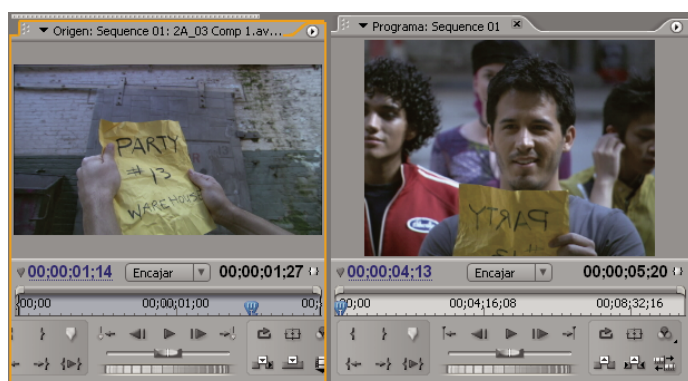 Origen: Sequence 01: 2A_03 Comp 1.av...
PARTY
#13
WAREHOUSE
00;00;01;14 Encajar 00;00;01;27
00;00 00;00;01;00 00;
Programa: Sequence 01
PARTY
00;00;04;13 Encajar 00;00;05;20
00;00 00;04;16;08 00;08;32;16